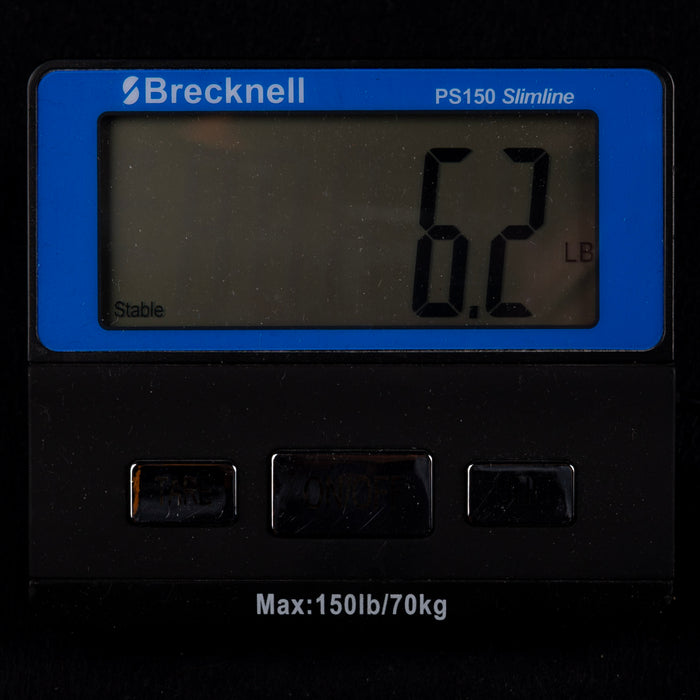 Brecknell
PS150 Slimline
6.2
LB
Stable
Max:150lb/70kg